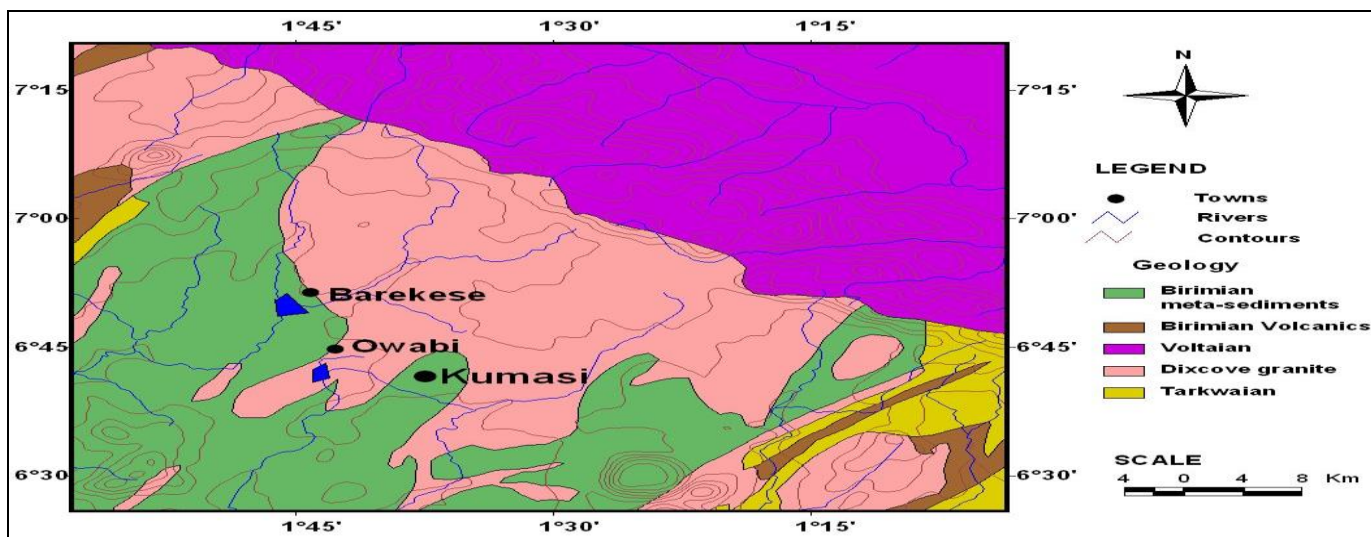 1°45'
1°30'
1°15'
7°15
7°00
6°45
6°30
Barekese
Owabi
Kumasi
7°15'
7°00'
6°45'
6°30'
1°45'
1°30'
1°15'
N
LEGEND
Towns
Rivers
Contours
Geology
Birimian
meta-sediments
Birimian Volcanics
Voltaian
Dixcove granite
Tarkwaian
SCALE
4 0 4 8 Km